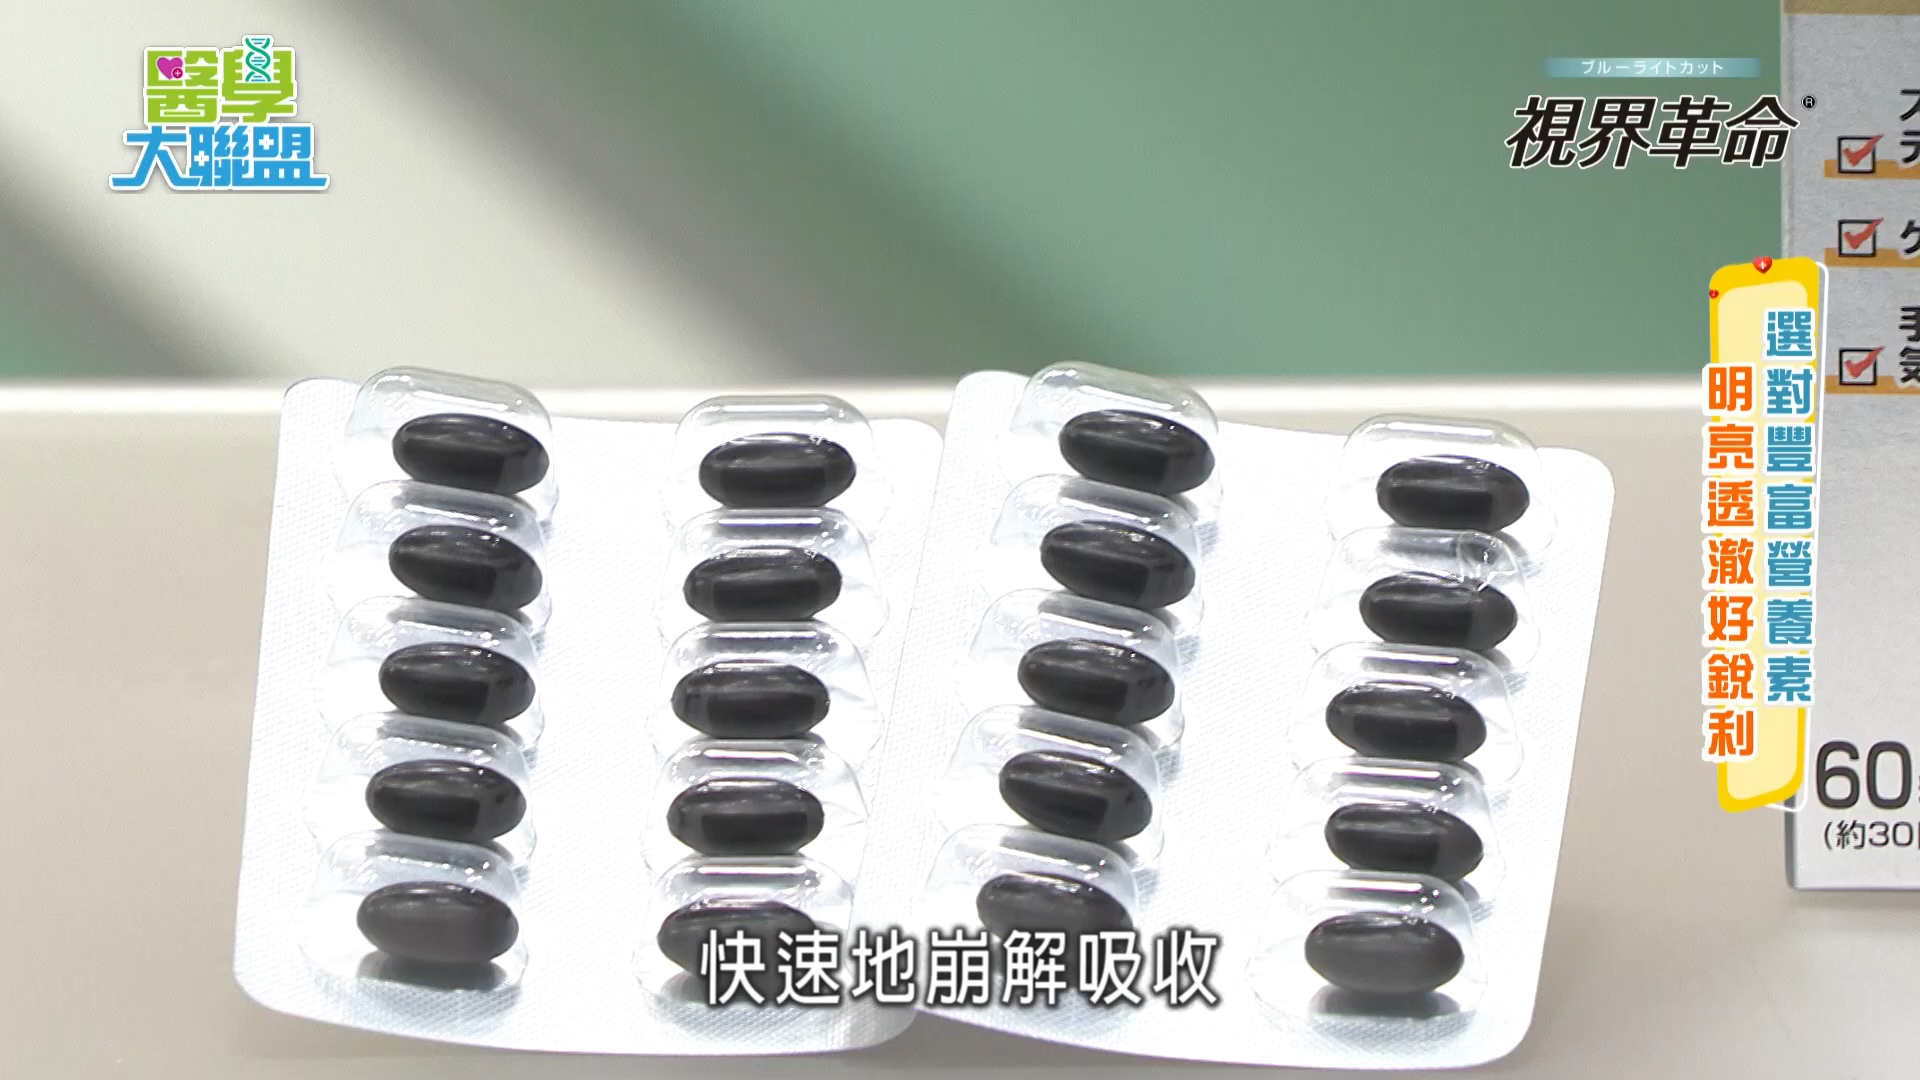 醫學
大聯盟
ブルーライトカット
視界革命®
選對豐富營養素
明亮透澈好銳利
60
(約30
快速地崩解吸收